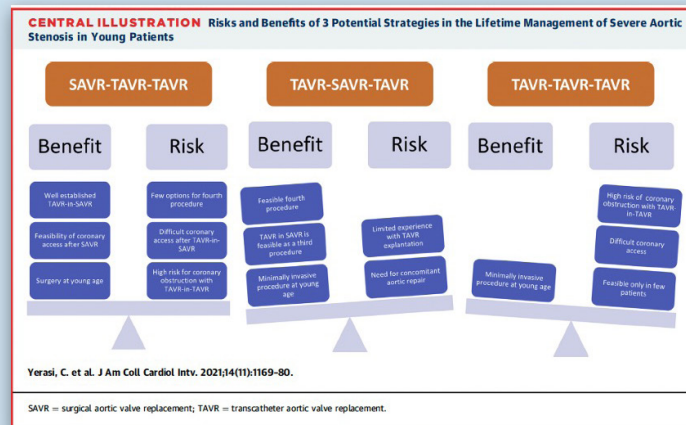 CENTRAL ILLUSTRATION Risks and Benefits of 3 Potential Strategies in the Lifetime Management of Severe Aortic
Stenosis in Young Patients
SAVR-TAVR-TAVR
Benefit
Risk
Well established
TAVR-in-SAVR
Feasibility of coronary
access after SAVR
Surgery at young age
Few options for fourth
procedure
Difficult coronary
access after TAVR-in-
SAVR
High risk for coronary
obstruction with
TAVR-in-TAVR
TAVR-SAVR-TAVR
Benefit
Risk
Feasible fourth
procedure
TAVR in SAVR is
feasible as a third
procedure
Minimally invasive
procedure at young
age
Limited experience
with TAVR
explantation
Need for concomitant
aortic repair
TAVR-TAVR-TAVR
Benefit
Risk
Minimally invasive
procedure at young age
High risk of coronary
obstruction with TAVR-
in-TAVR
Difficult coronary
access
Feasible only in few
patients
Yerasi, C. et al. J Am Coll Cardiol Intv. 2021;14(11):1169–80.
SAVR = surgical aortic valve replacement; TAVR = transcatheter aortic valve replacement.